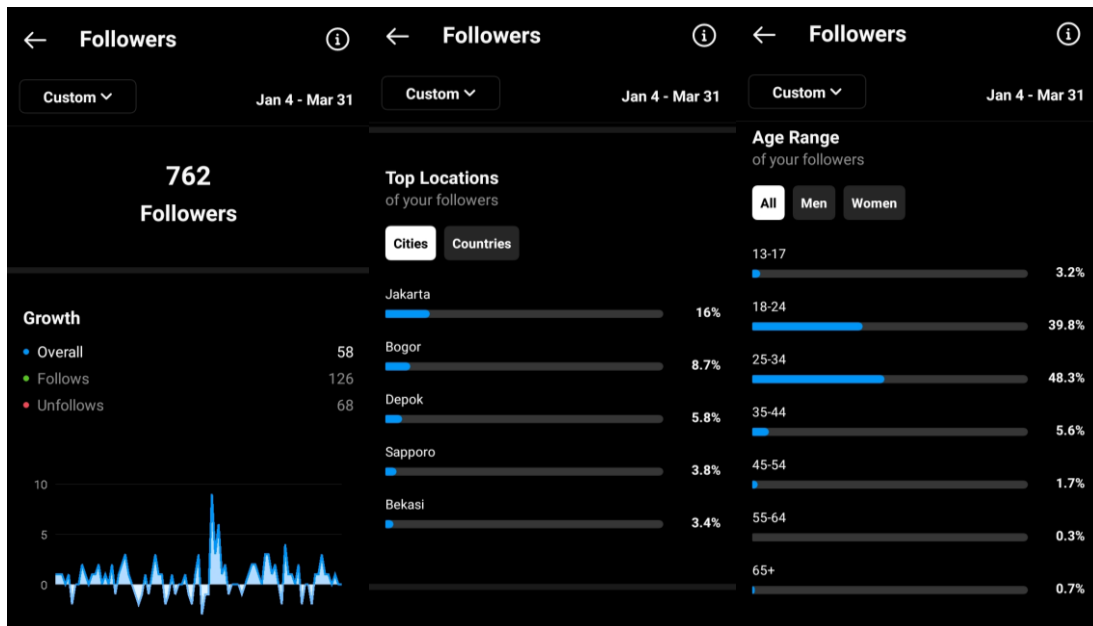 Followers
Custom
Jan 4 - Mar 31
762
Followers
Growth
Overall 58
Follows 126
Unfollows 68
10
5
0
Followers
Custom
Jan 4 - Mar 31
Top Locations
of your followers
Cities Countries
Jakarta
16%
Bogor
8.7%
Depok
5.8%
Sapporo
3.8%
Bekasi
3.4%
Followers
Custom
Jan 4 - Mar 31
Age Range
of your followers
All Men Women
13-17
3.2%
18-24
39.8%
25-34
48.3%
35-44
5.6%
45-54
1.7%
55-64
0.3%
65+
0.7%